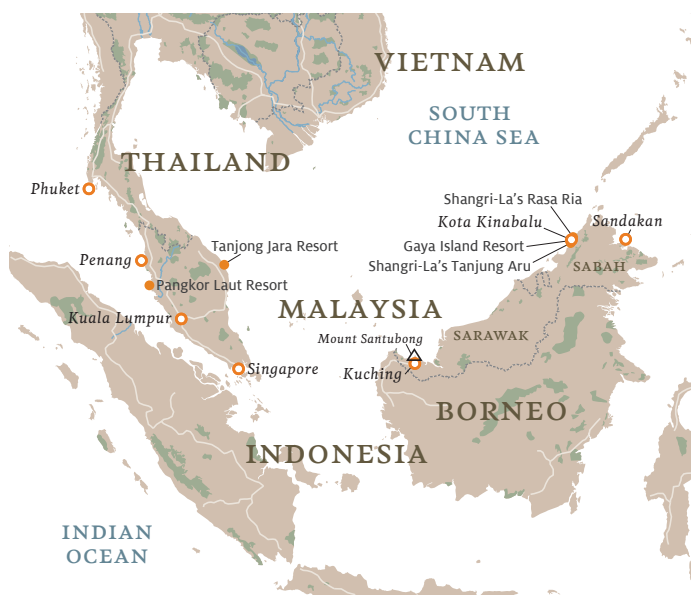 VIETNAM
SOUTH
CHINA SEA
THAILAND
Phuket
Shangri-La's Rasa Ria
Kota Kinabalu
Sandakan
Gaya Island Resort
Shangri-La's Tanjung Aru
SABAH
Tanjong Jara Resort
Penang
Pangkor Laut Resort
MALAYSIA
Kuala Lumpur
Mount Santubong
SARAWAK
Singapore
Kuching
BORNEO
INDONESIA
INDIAN
OCEAN